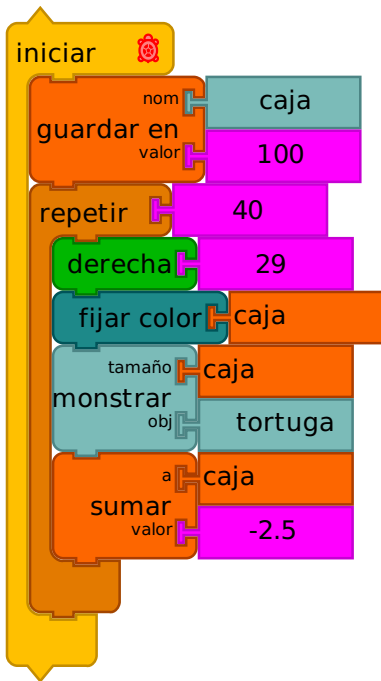 iniciar
nom caja
guardar en
valor 100
repetir 40
derecha 29
fijar color caja
tamaño caja
monstrar
obj tortuga
a caja
sumar
valor -2.5